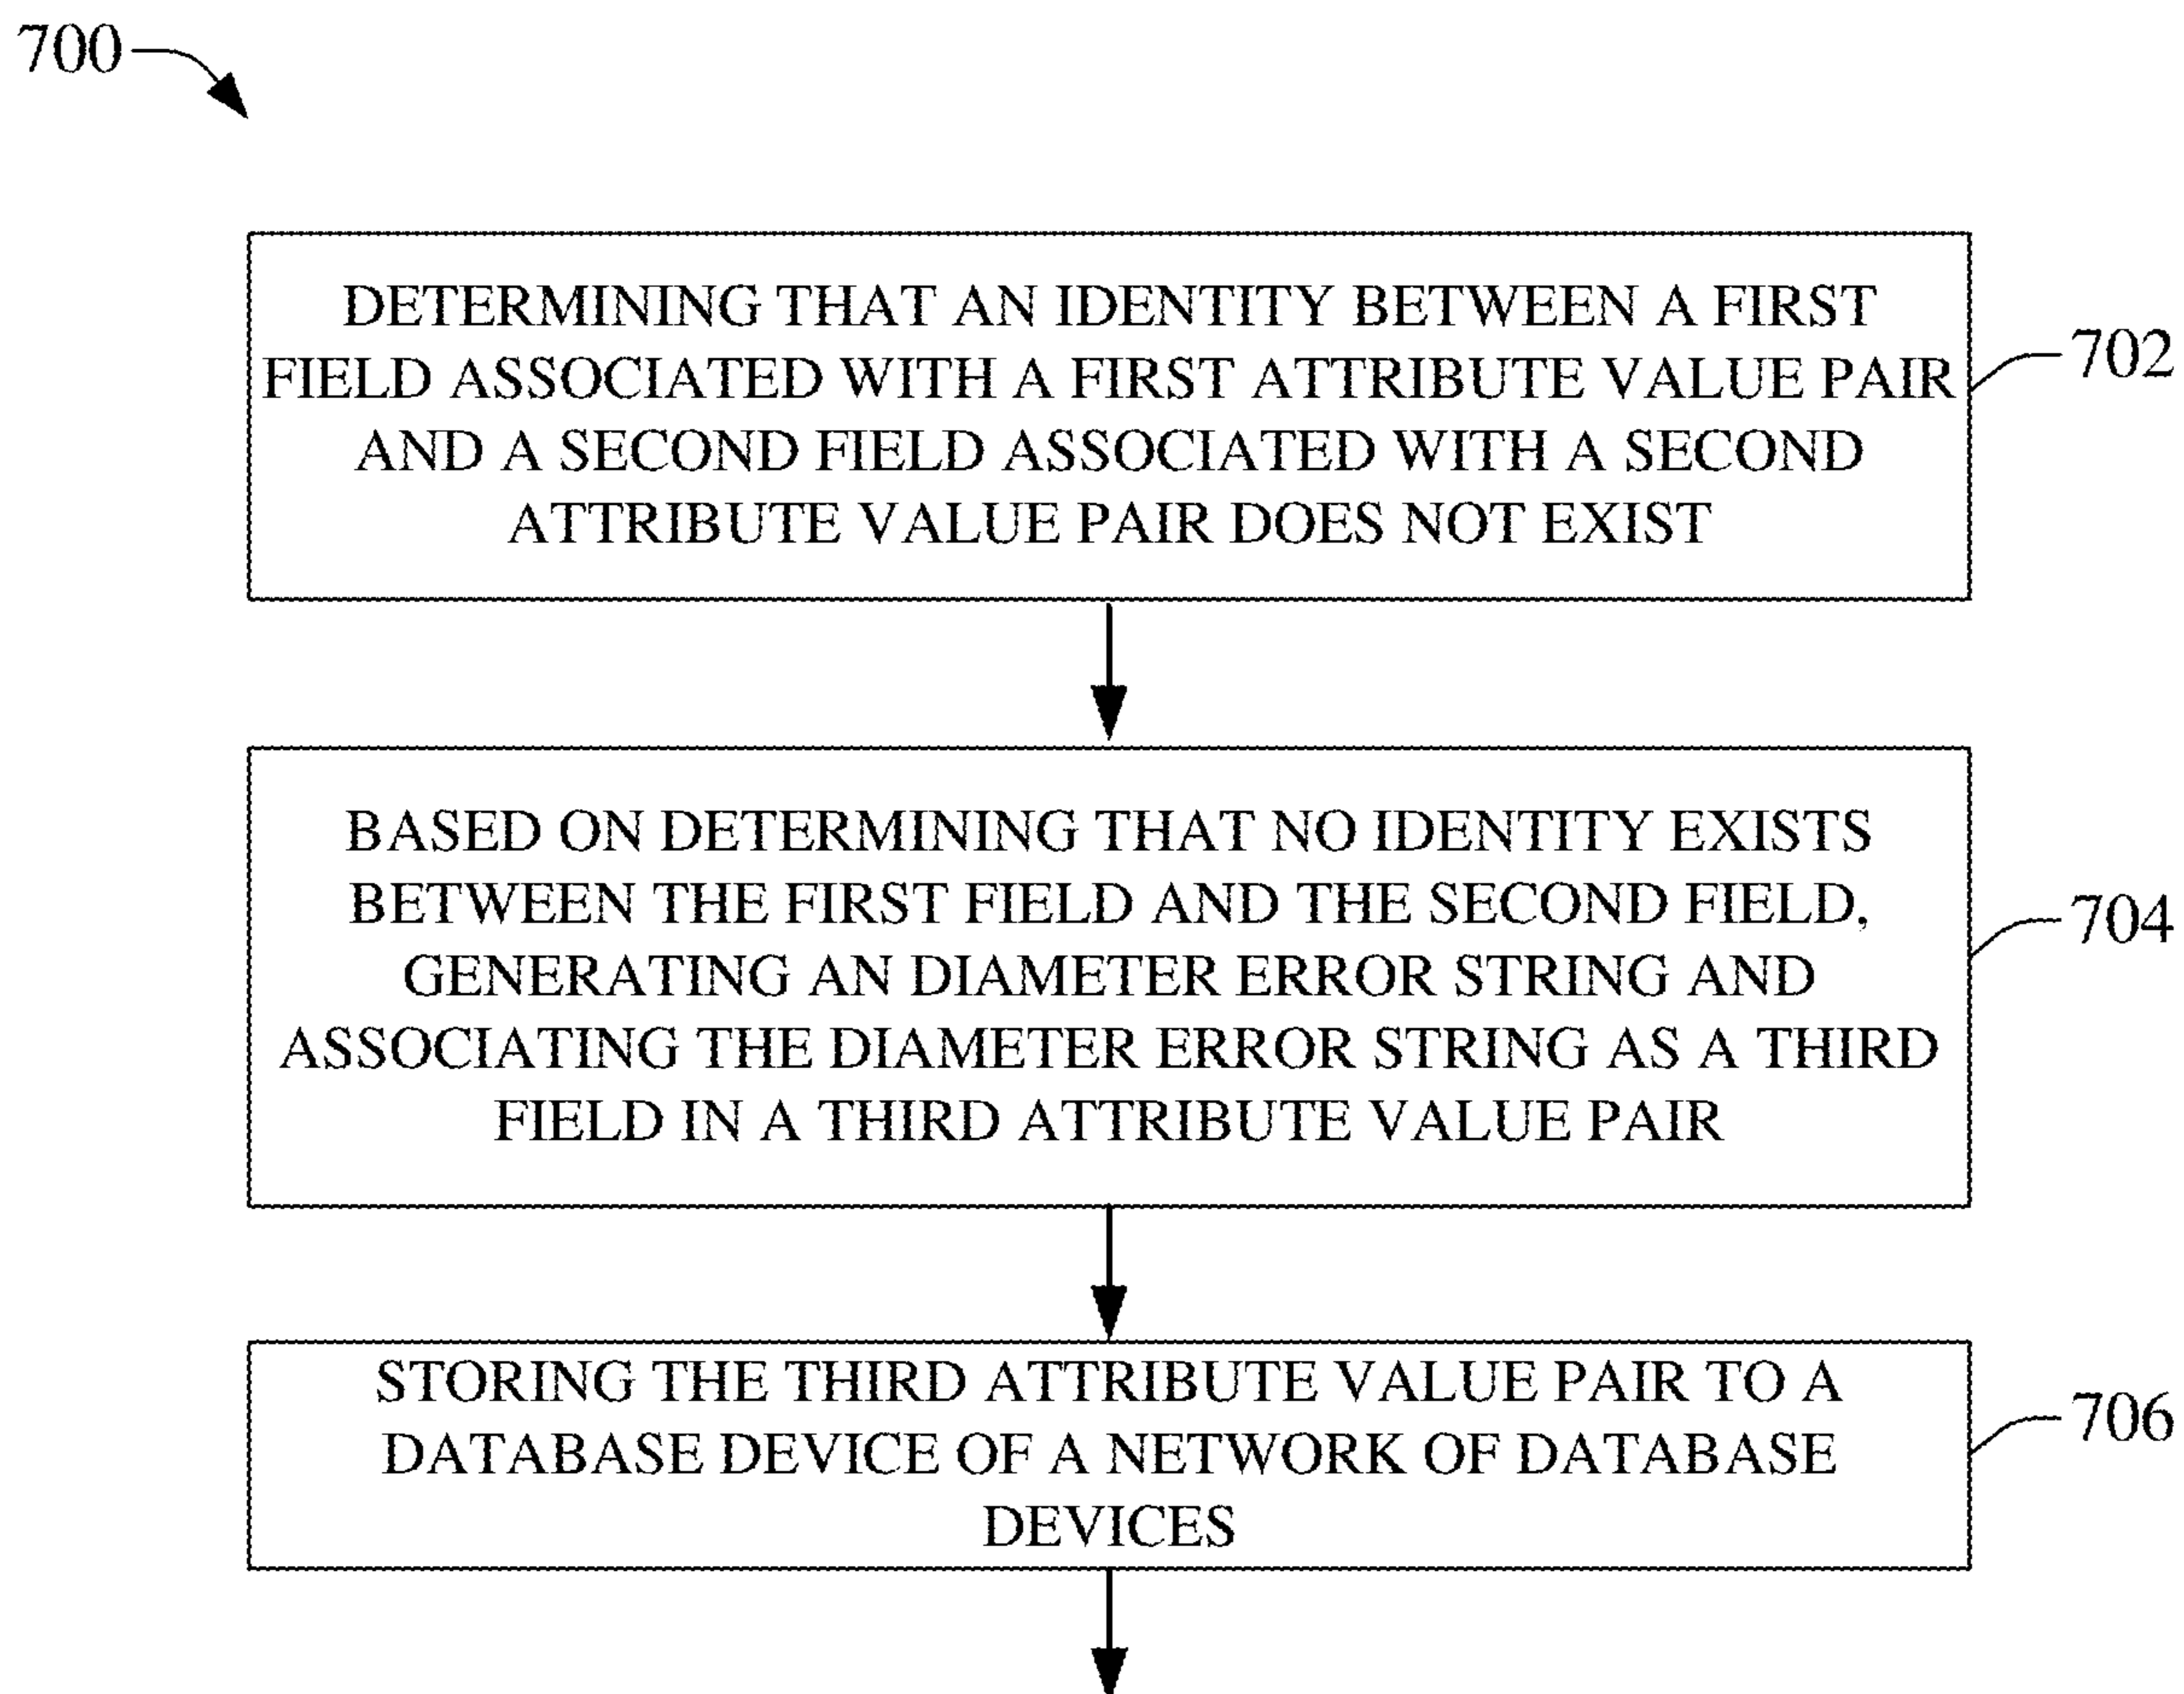 700
DETERMINING THAT AN IDENTITY BETWEEN A FIRST
FIELD ASSOCIATED WITH A FIRST ATTRIBUTE VALUE PAIR
AND A SECOND FIELD ASSOCIATED WITH A SECOND
ATTRIBUTE VALUE PAIR DOES NOT EXIST
702
BASED ON DETERMINING THAT NO IDENTITY EXISTS
BETWEEN THE FIRST FIELD AND THE SECOND FIELD,
GENERATING AN DIAMETER ERROR STRING AND
ASSOCIATING THE DIAMETER ERROR STRING AS A THIRD
FIELD IN A THIRD ATTRIBUTE VALUE PAIR
704
STORING THE THIRD ATTRIBUTE VALUE PAIR TO A
DATABASE DEVICE OF A NETWORK OF DATABASE
DEVICES
706